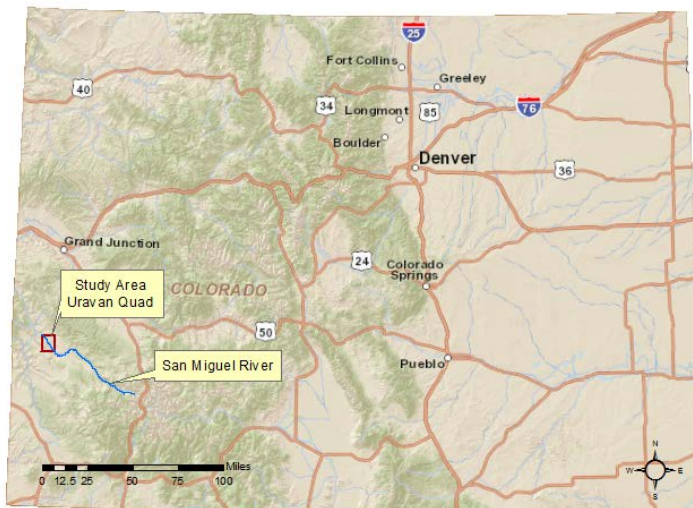 25
Fort Collins
40
Greeley
34
Longmont
85
76
Boulder
Denver
36
Grand Junction
24
Study Area
Uravan Quad
COLORADO
Colorado
Springs
50
San Miguel River
Pueblo
Miles
0 12.5 25 50 75 100
N
W E
S